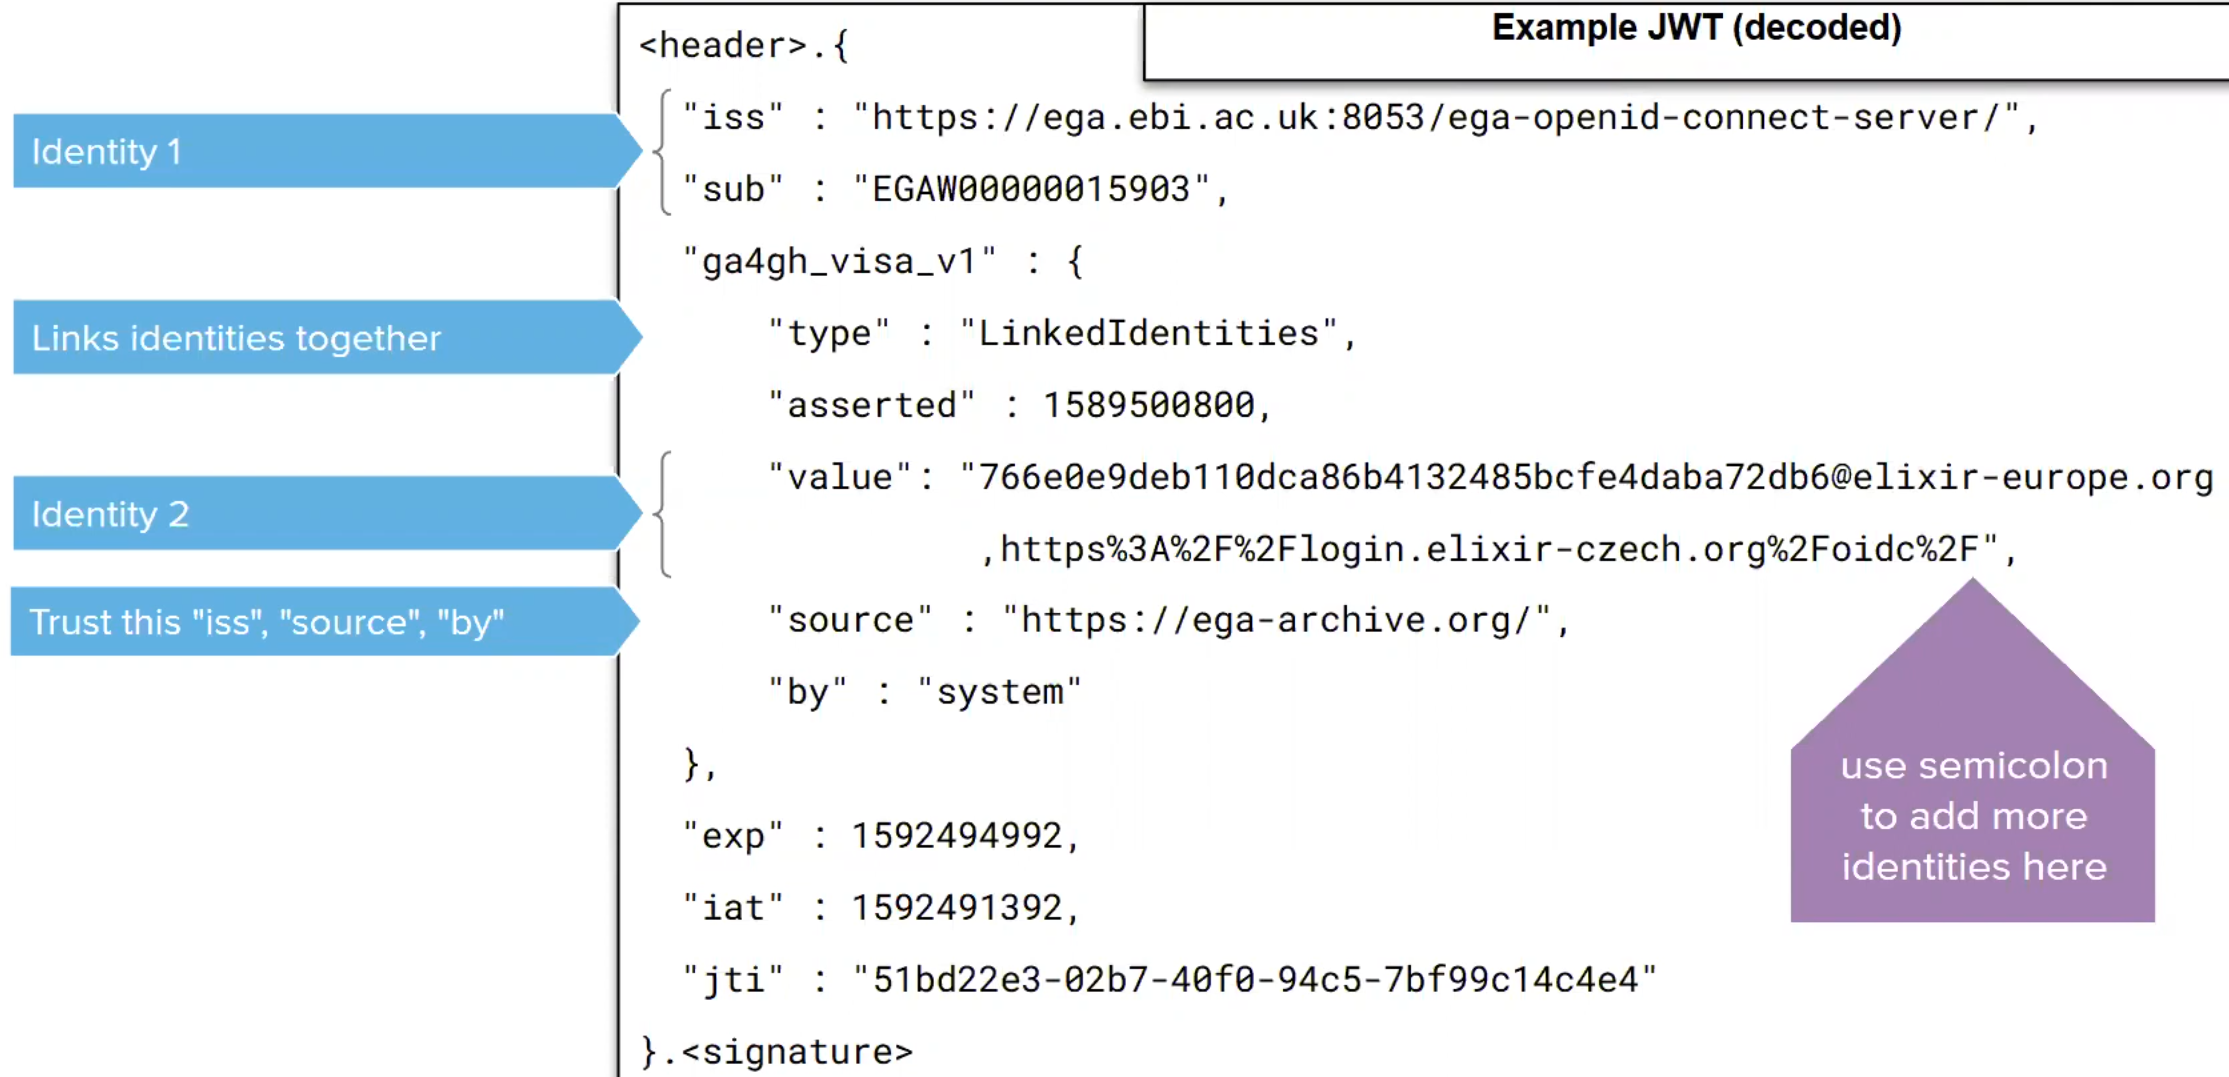 Example JWT (decoded)
<header>.{
Identity 1
"iss" : "https://ega.ebi.ac.uk:8053/ega-openid-connect-server/",
"sub" : "EGAW00000015903",
"ga4gh_visa_v1" : {
Links identities together
"type" : "LinkedIdentities",
"asserted" : 1589500800,
Identity 2
"value": "766e0e9deb110dca86b4132485bcfe4daba72db6@elixir-europe.org
,https%3A%2F%2Flogin.elixir-czech.org%2Foidc%2F",
Trust this "iss", "source", "by"
"source" : "https://ega-archive.org/",
"by" : "system"
},
use semicolon
to add more
identities here
"exp" : 1592494992,
"iat" : 1592491392,
"jti" : "51bd22e3-02b7-40f0-94c5-7bf99c14c4e4"
}.<signature>